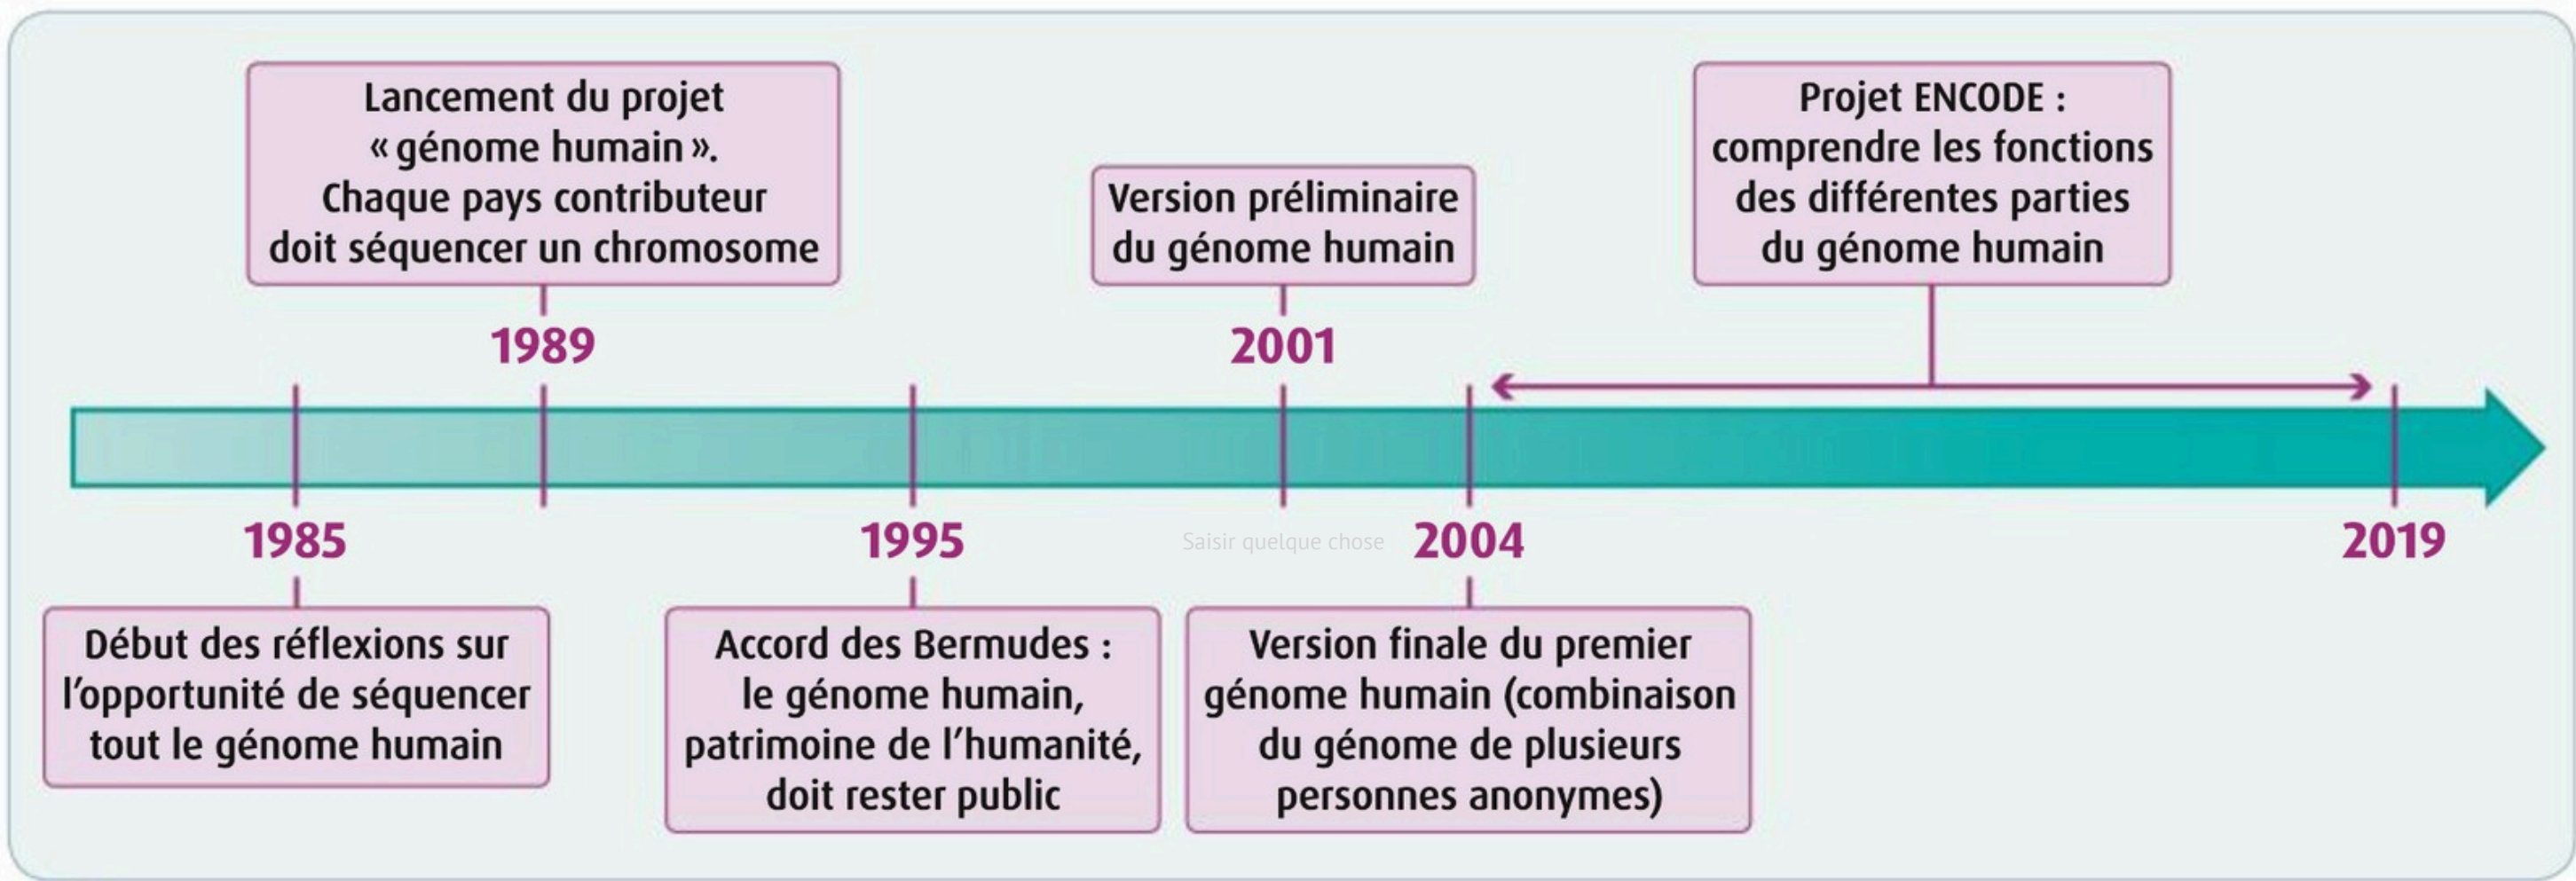 Lancement du projet
« génome humain ».
Chaque pays contributeur
doit séquencer un chromosome
1989
Version préliminaire
du génome humain
2001
Projet ENCODE :
comprendre les fonctions
des différentes parties
du génome humain
1985
Début des réflexions sur
l'opportunité de séquencer
tout le génome humain
1995
Accord des Bermudes :
le génome humain,
patrimoine de l'humanité,
doit rester public
Saisir quelque chose
2004
Version finale du premier
génome humain (combinaison
du génome de plusieurs
personnes anonymes)
2019